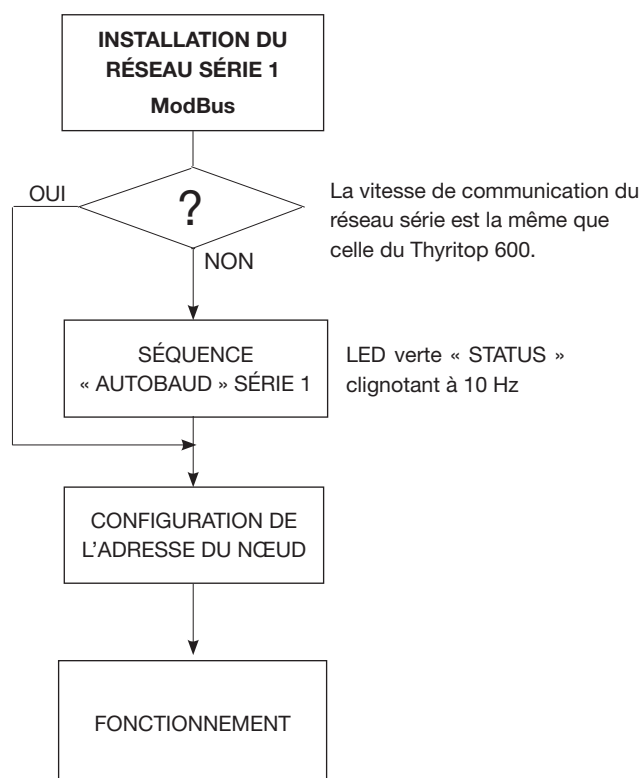 INSTALLATION DU
RÉSEAU SÉRIE 1
ModBus
OUI
?
La vitesse de communication du
réseau série est la même que
celle du Thyritop 600.
NON
SÉQUENCE
« AUTOBAUD » SÉRIE 1
LED verte « STATUS »
clignotant à 10 Hz
CONFIGURATION DE
L'ADRESSE DU NŒUD
FONCTIONNEMENT